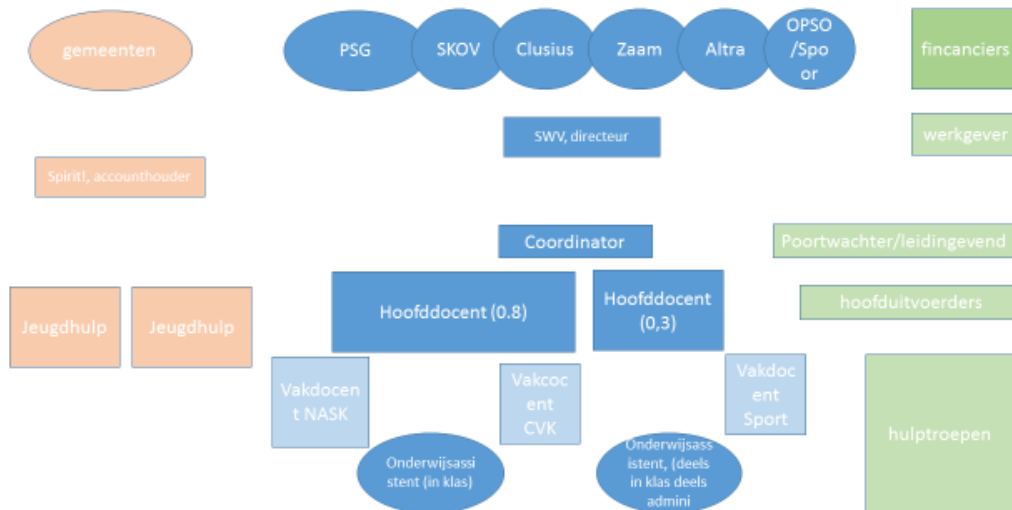 gemeenten
PSG
SKOV
Clusius
Zaam
Altra
OPSO
/Spo
or
fincanciers
SWV, directeur
werkgever
Spirit!, accounthouder
Coordinator
Poortwachter/leidingevend
Jeugdhulp
Jeugdhulp
Hoofddocent (0.8)
Hoofddocent
(0,3)
hoofduitvoerders
Vakdocen
t NASK
Vakcoc
ent
CVK
Vakdoc
ent
Sport
hulptroepen
Onderwijsassi
stent (in klas)
Onderwijsass
istent, (deels
in klas deels
admini